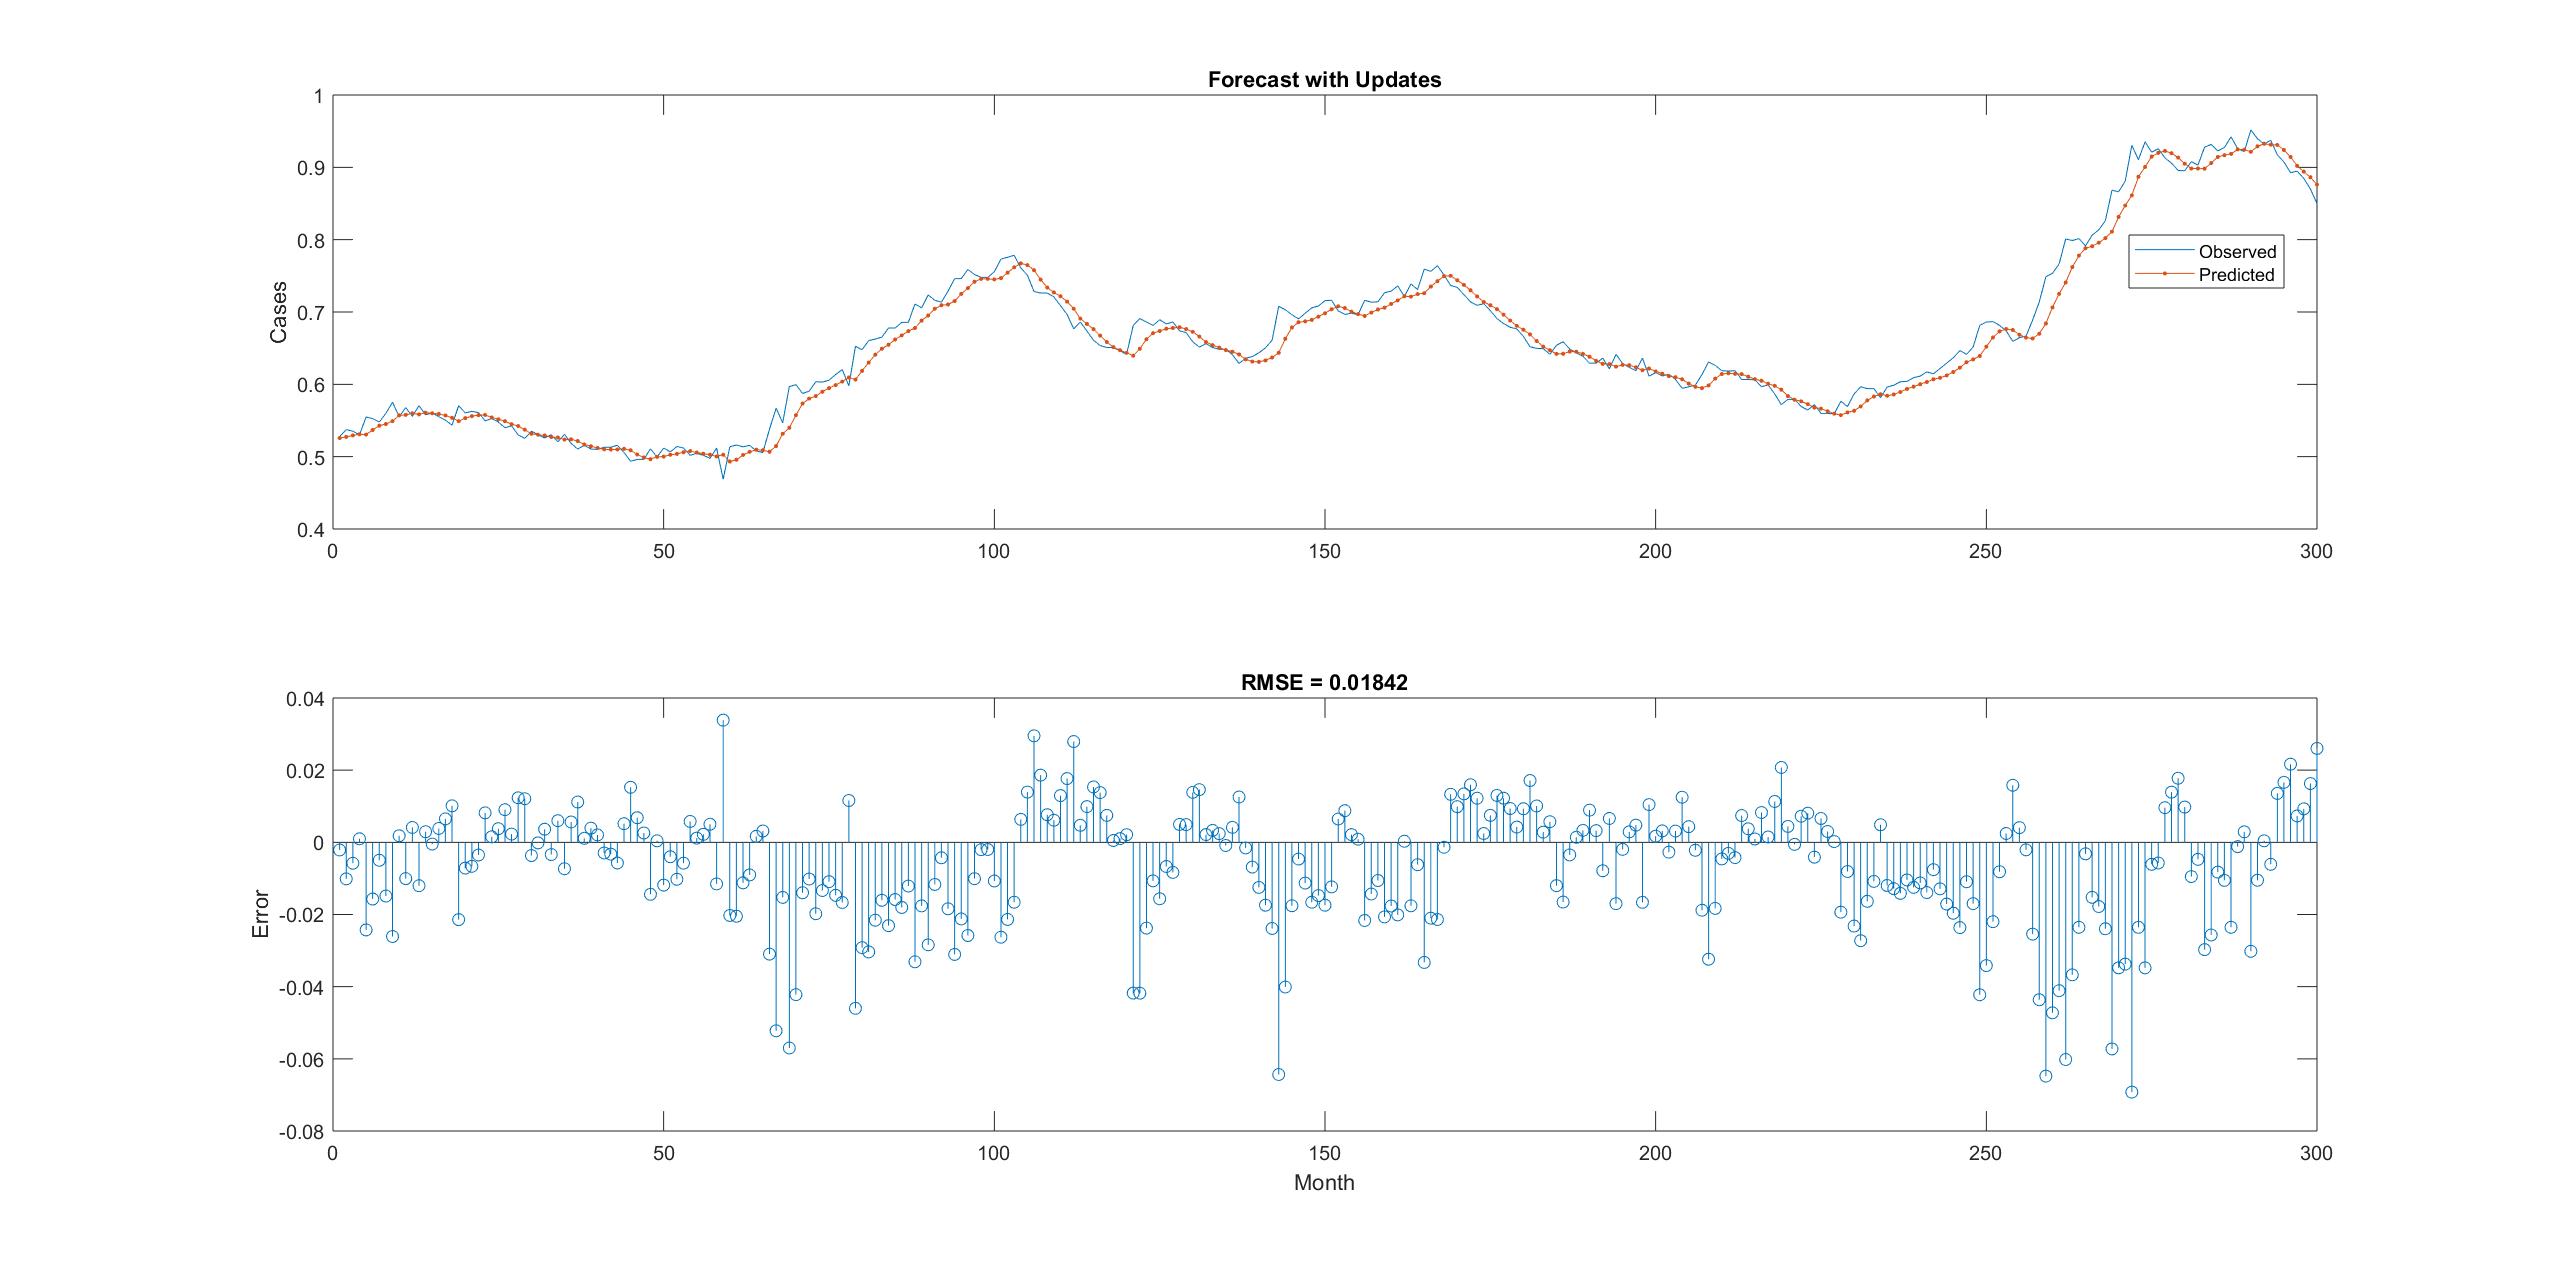 Forecast with Updates
1
0.9
0.8
0.7
0.6
0.5
0.4
Cases
0 50 100 150 200 250 300
Observed
Predicted
RMSE = 0.01842
0.04
0.02
0
-0.02
-0.04
-0.06
-0.08
Error
0 50 100 150 200 250 300
Month